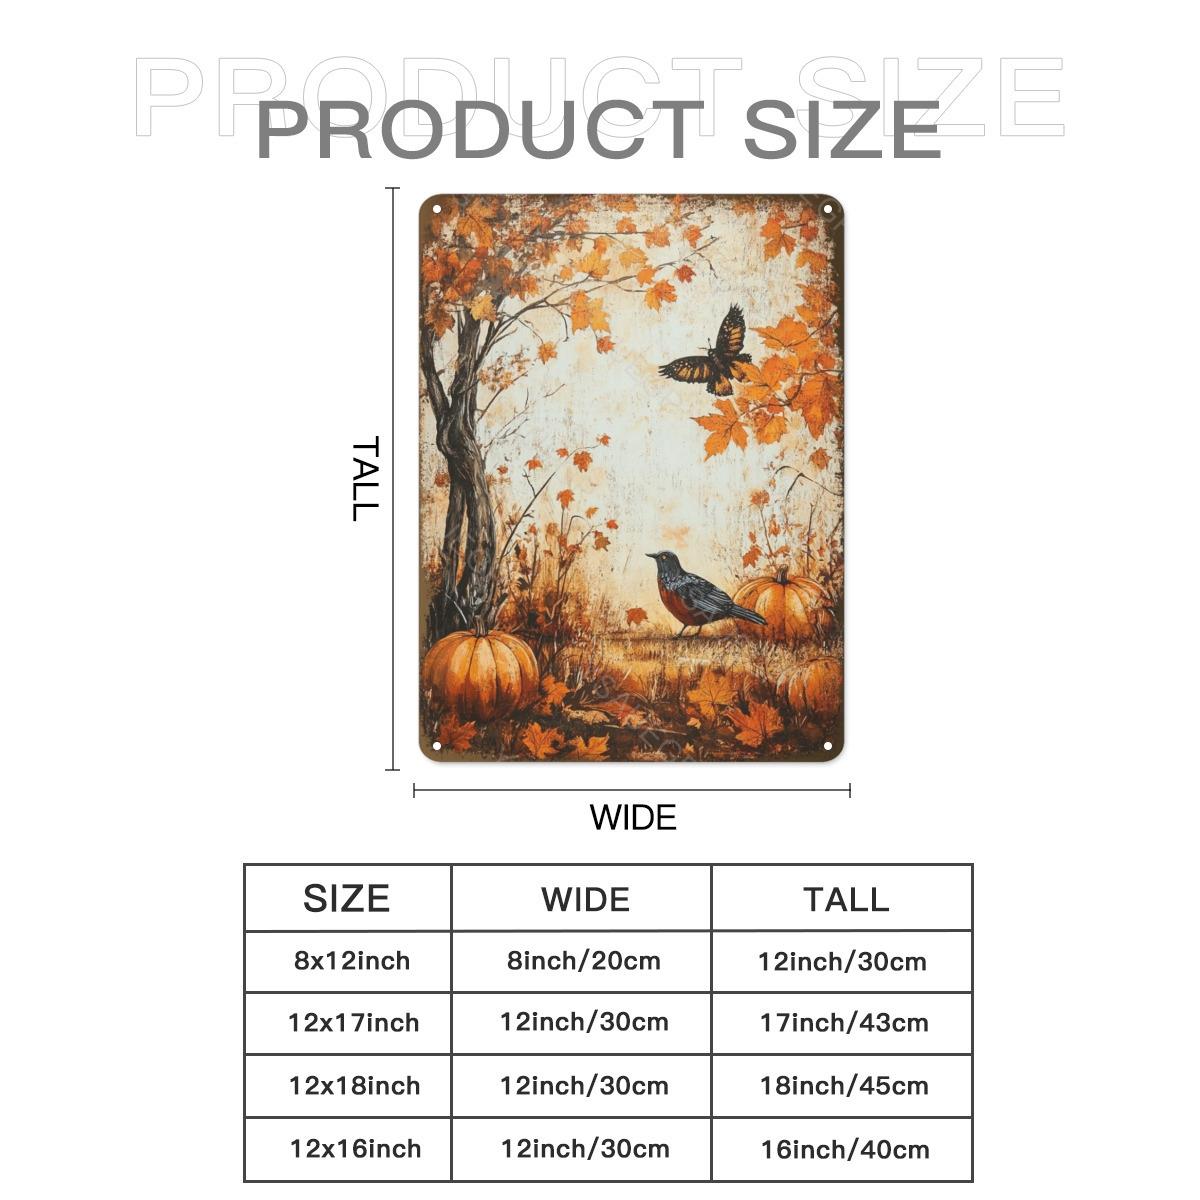 PRODUCT SIZE
PRODUCT SIZE
TALL
WIDE
SIZE WIDE TALL
8x12inch 8inch/20cm 12inch/30cm
12x17inch 12inch/30cm 17inch/43cm
12x18inch 12inch/30cm 18inch/45cm
12x16inch 12inch/30cm 16inch/40cm